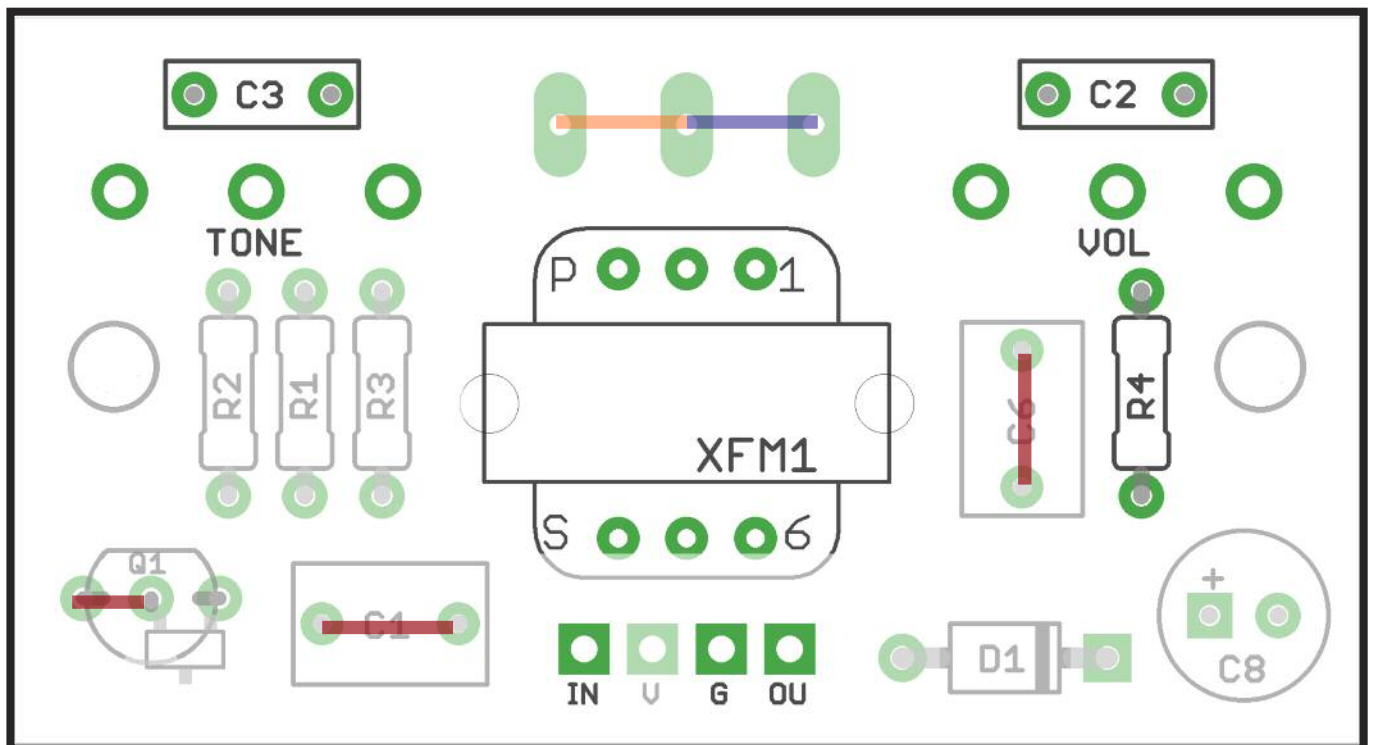 C3
C2
TONE
VOL
P
1
R2
R1
R3
R4
C6
XFM1
S
6
Q1
C1
+
D1
C8
IN
V
G
OU